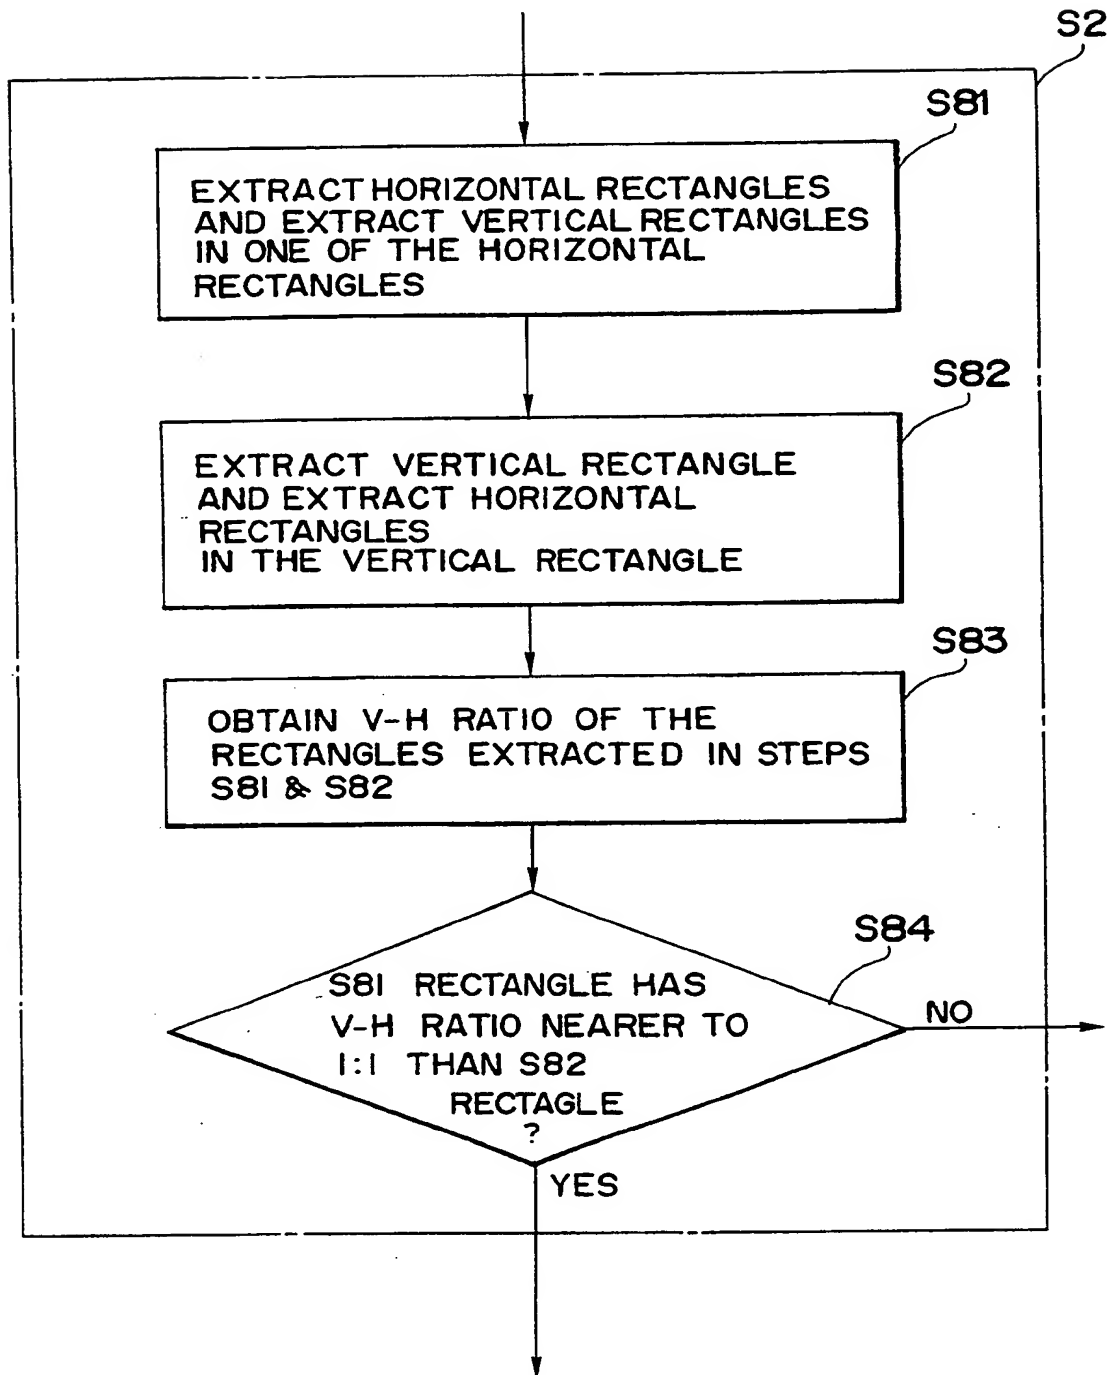 S2
S81
EXTRACT HORIZONTAL RECTANGLES
AND EXTRACT VERTICAL RECTANGLES
IN ONE OF THE HORIZONTAL
RECTANGLES
S82
EXTRACT VERTICAL RECTANGLE
AND EXTRACT HORIZONTAL
RECTANGLES
IN THE VERTICAL RECTANGLE
S83
OBTAIN V-H RATIO OF THE
RECTANGLES EXTRACTED IN STEPS
S81 & S82
S84
S81 RECTANGLE HAS
V-H RATIO NEARER TO
1:1 THAN S82
RECTAGLE
?
NO
YES